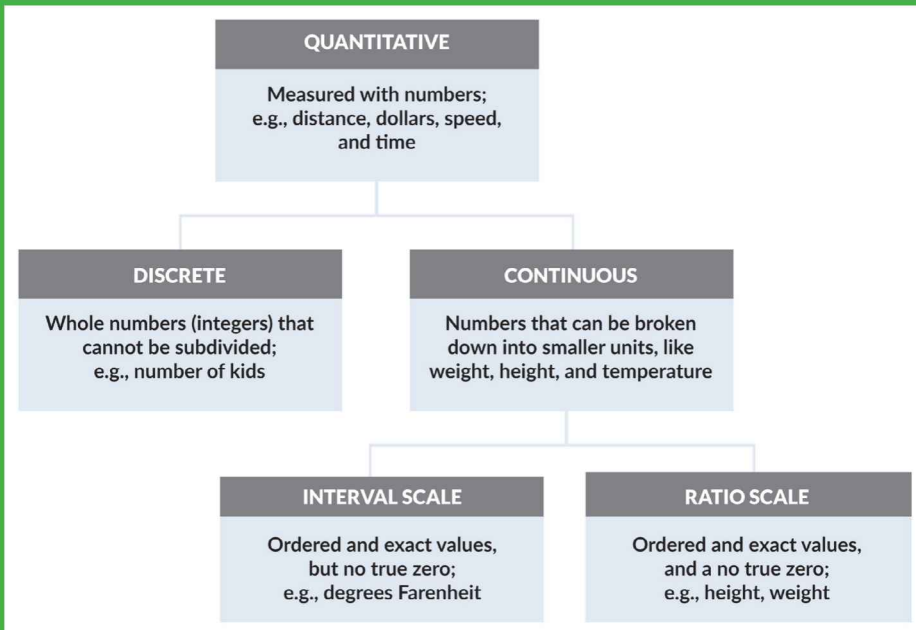 QUANTITATIVE
Measured with numbers;
e.g., distance, dollars, speed,
and time
DISCRETE
Whole numbers (integers) that
cannot be subdivided;
e.g., number of kids
CONTINUOUS
Numbers that can be broken
down into smaller units, like
weight, height, and temperature
INTERVAL SCALE
Ordered and exact values,
but no true zero;
e.g., degrees Farenheit
RATIO SCALE
Ordered and exact values,
and a no true zero;
e.g., height, weight